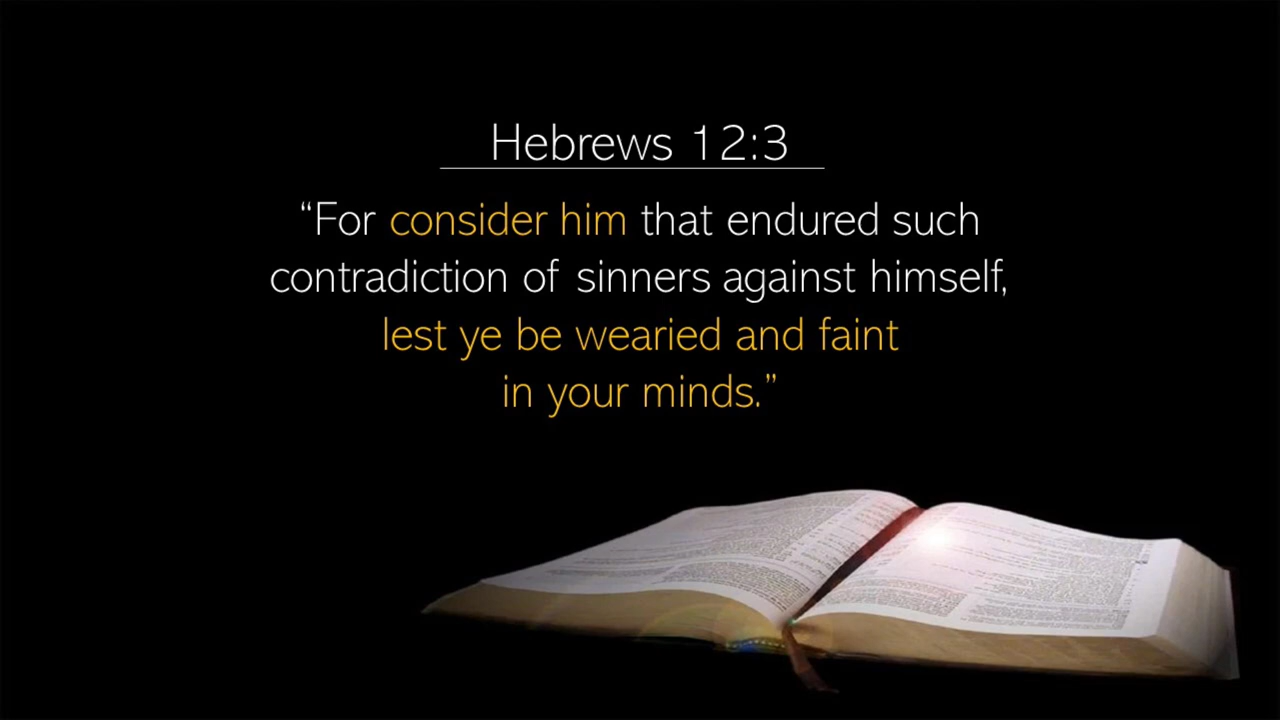 Hebrews 12:3
“For consider him that endured such
contradiction of sinners against himself,
lest ye be wearied and faint
in your minds.”